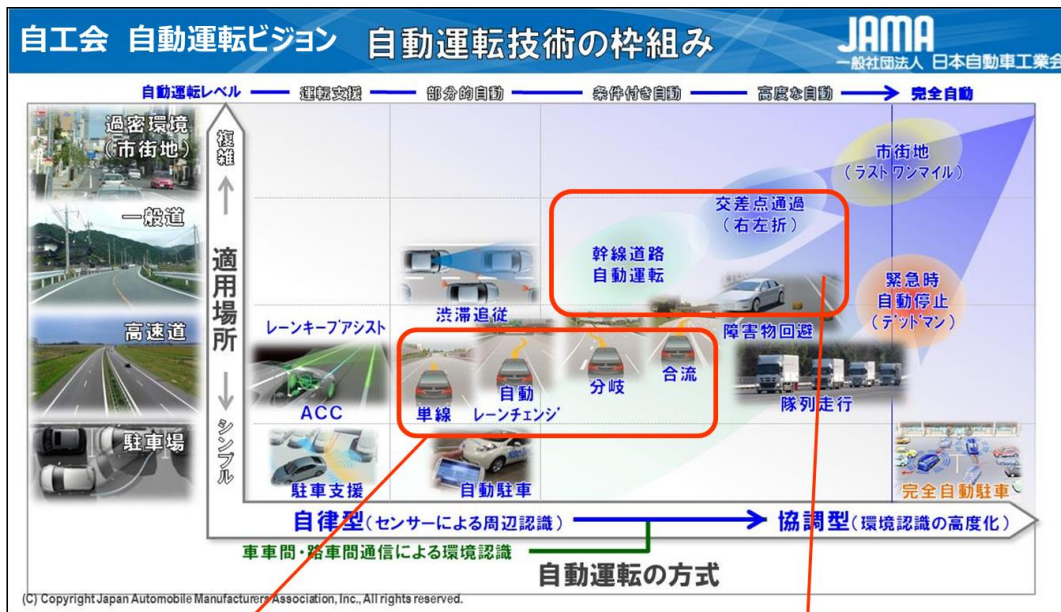 自工会 自動運転ビジョン
自動運転技術の枠組み
JAMA
一般社団法人 日本自動車工業会
自動運転レベル
運転支援
部分的自動
条件付き自動
高度な自動
完全自動
過密環境
(市街地)
一般道
高速道
駐車場
複雑
適用場所
シンプル
市街地
(ラストワンマイル)
交差点通過
(右左折)
幹線道路
自動運転
緊急時
自動停止
(デッドマン)
渋滞追従
障害物回避
レーンキープアシスト
ACC
単線
自動
レーンチェンジ
分岐
合流
隊列走行
駐車支援
自動駐車
完全自動駐車
自律型(センサーによる周辺認識)
協調型(環境認識の高度化)
車車間・路車間通信による環境認識
自動運転の方式
(C) Copyright Japan Automobile Manufacturers Association, Inc., All rights reserved.